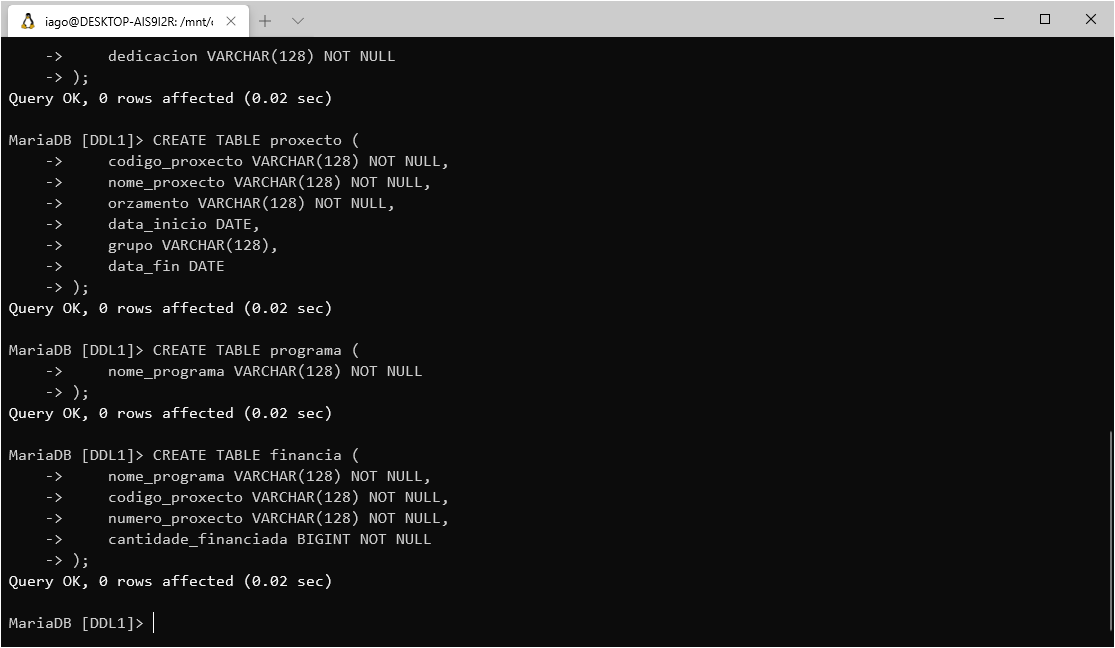 iago@DESKTOP-AIS9I2R: /mnt/c
    ->     dedicacion VARCHAR(128) NOT NULL
    -> );
Query OK, 0 rows affected (0.02 sec)

MariaDB [DDL1]> CREATE TABLE proxecto (
    ->     codigo_proxecto VARCHAR(128) NOT NULL,
    ->     nome_proxecto VARCHAR(128) NOT NULL,
    ->     orzamento VARCHAR(128) NOT NULL,
    ->     data_inicio DATE,
    ->     grupo VARCHAR(128),
    ->     data_fin DATE
    -> );
Query OK, 0 rows affected (0.02 sec)

MariaDB [DDL1]> CREATE TABLE programa (
    ->     nome_programa VARCHAR(128) NOT NULL
    -> );
Query OK, 0 rows affected (0.02 sec)

MariaDB [DDL1]> CREATE TABLE financia (
    ->     nome_programa VARCHAR(128) NOT NULL,
    ->     codigo_proxecto VARCHAR(128) NOT NULL,
    ->     numero_proxecto VARCHAR(128) NOT NULL,
    ->     cantidade_financiada BIGINT NOT NULL
    -> );
Query OK, 0 rows affected (0.02 sec)

MariaDB [DDL1]>